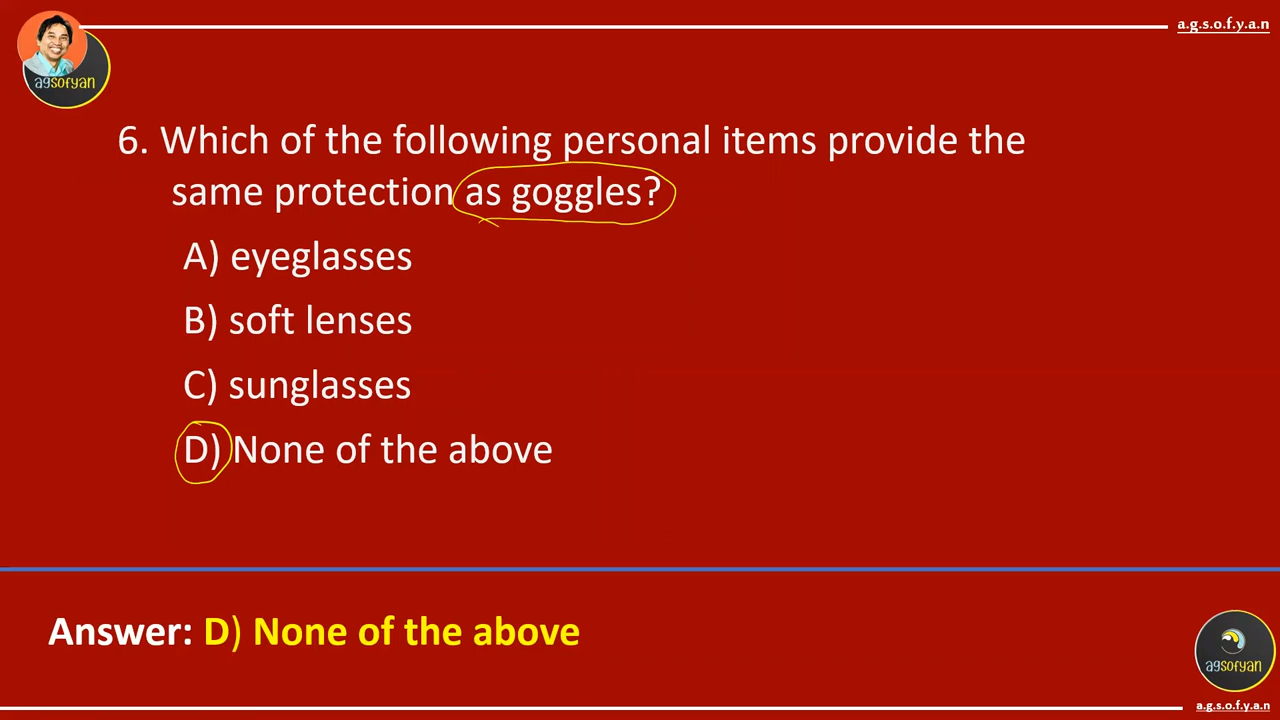 a.g.s.o.f.y.a.n
agsofyan
6. Which of the following personal items provide the
same protection as goggles?
A) eyeglasses
B) soft lenses
C) sunglasses
D) None of the above
Answer: D) None of the above
agsofyan
a.g.s.o.f.y.a.n